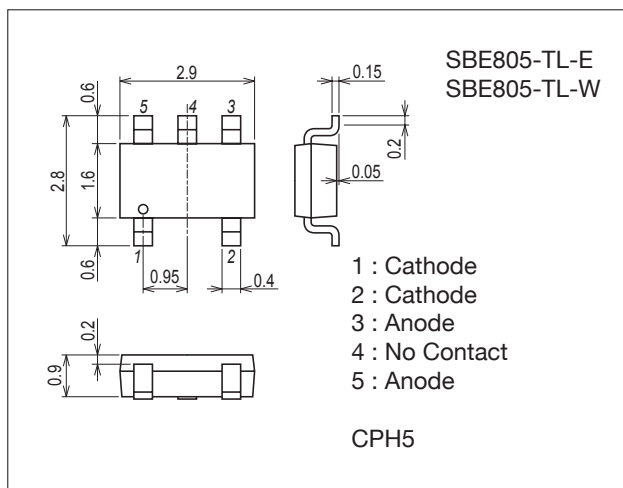 SBE805-TL-E
SBE805-TL-W
2.9
0.15
0.6
5
4
3
0.2
2.8
1.6
0.05
0.6
1
2
0.95
0.4
1 : Cathode
2 : Cathode
3 : Anode
4 : No Contact
5 : Anode
0.2
0.9
CPH5